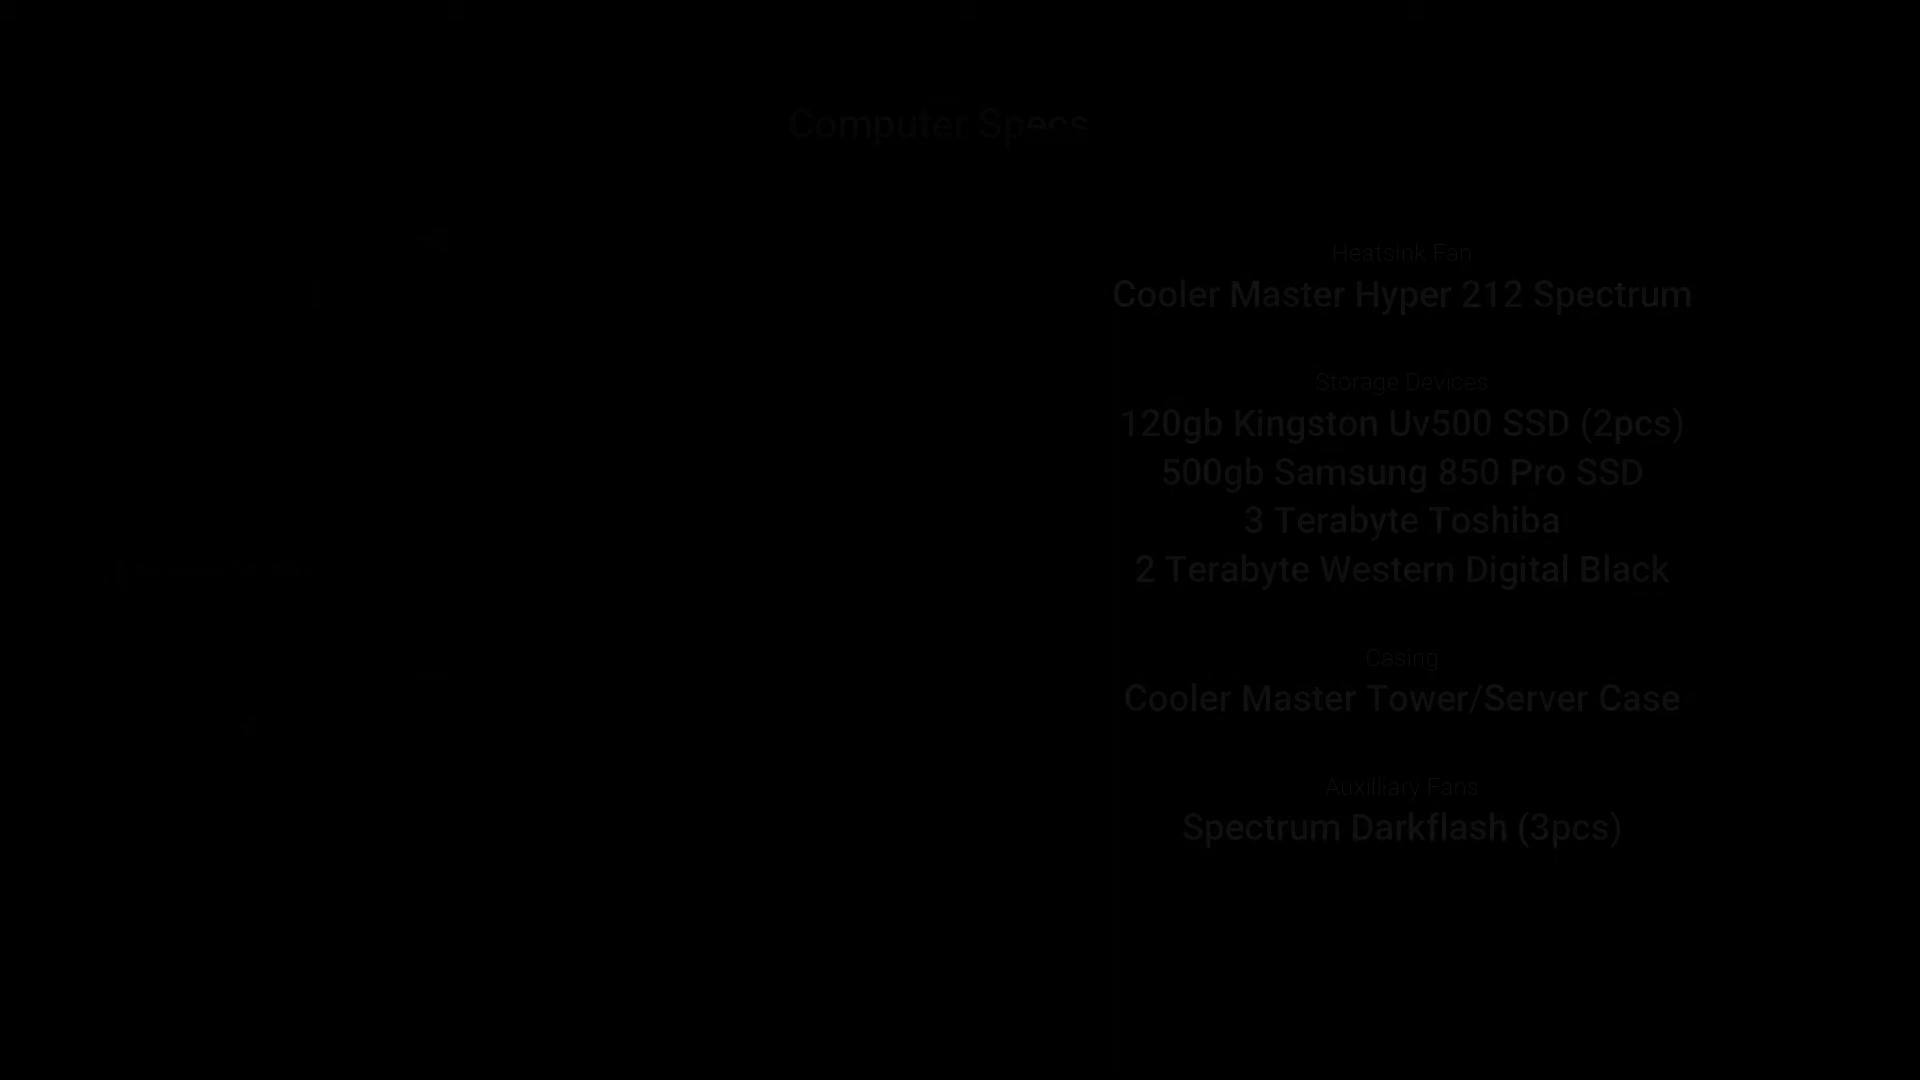 Computer Specs
Heatsink Fan
Cooler Master Hyper 212 Spectrum
Storage Devices
120gb Kingston Uv500 SSD (2pcs)
500gb Samsung 850 Pro SSD
3 Terabyte Toshiba
2 Terabyte Western Digital Black
Casing
Cooler Master Tower/Server Case
Auxilliary Fans
Spectrum Darkflash (3pcs)